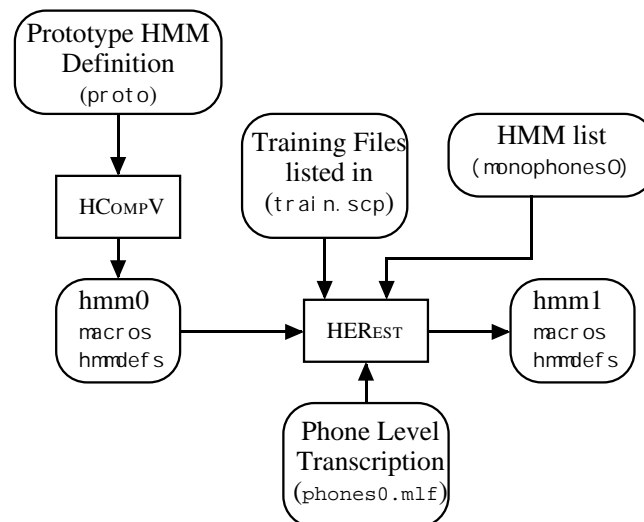 Prototype HMM
Definition
(proto)
HCOMPV
hmm0
macros
hmmdefs
Training Files
listed in
(train.scp)
HMM list
(monophones0)
HEREST
hmm1
macros
hmmdefs
Phone Level
Transcription
(phones0.mlf)